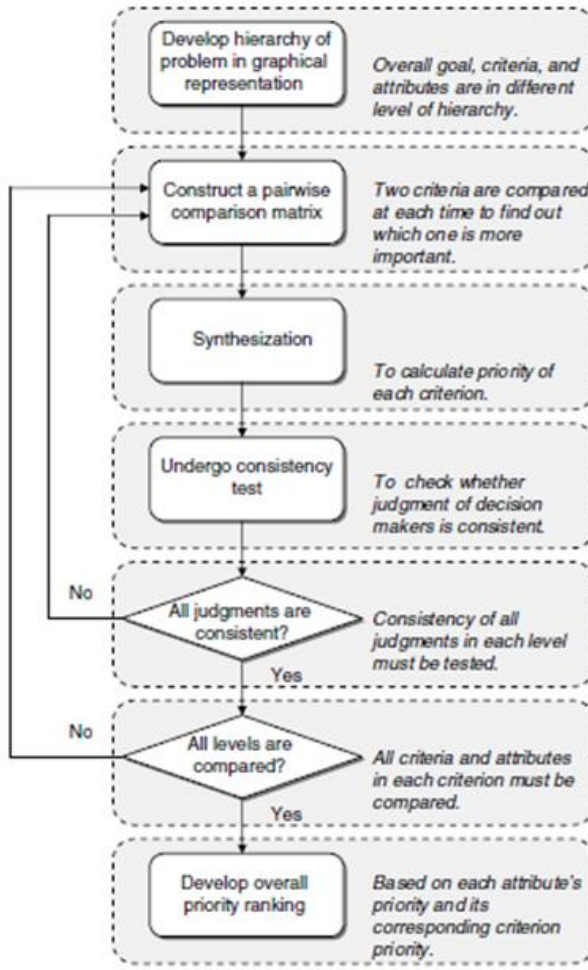 Develop hierarchy of
problem in graphical
representation
Overall goal, criteria, and
attributes are in different
level of hierarchy.
Construct a pairwise
comparison matrix
Two criteria are compared
at each time to find out
which one is more
important.
Synthesization
To calculate priority of
each criterion.
Undergo consistency
test
To check whether
judgment of decision
makers is consistent.
No
All judgments are
consistent?
Consistency of all
judgments in each level
must be tested.
Yes
No
All levels are
compared?
All criteria and attributes
in each criterion must be
compared.
Yes
Develop overall
priority ranking
Based on each attribute's
priority and its
corresponding criterion
priority.